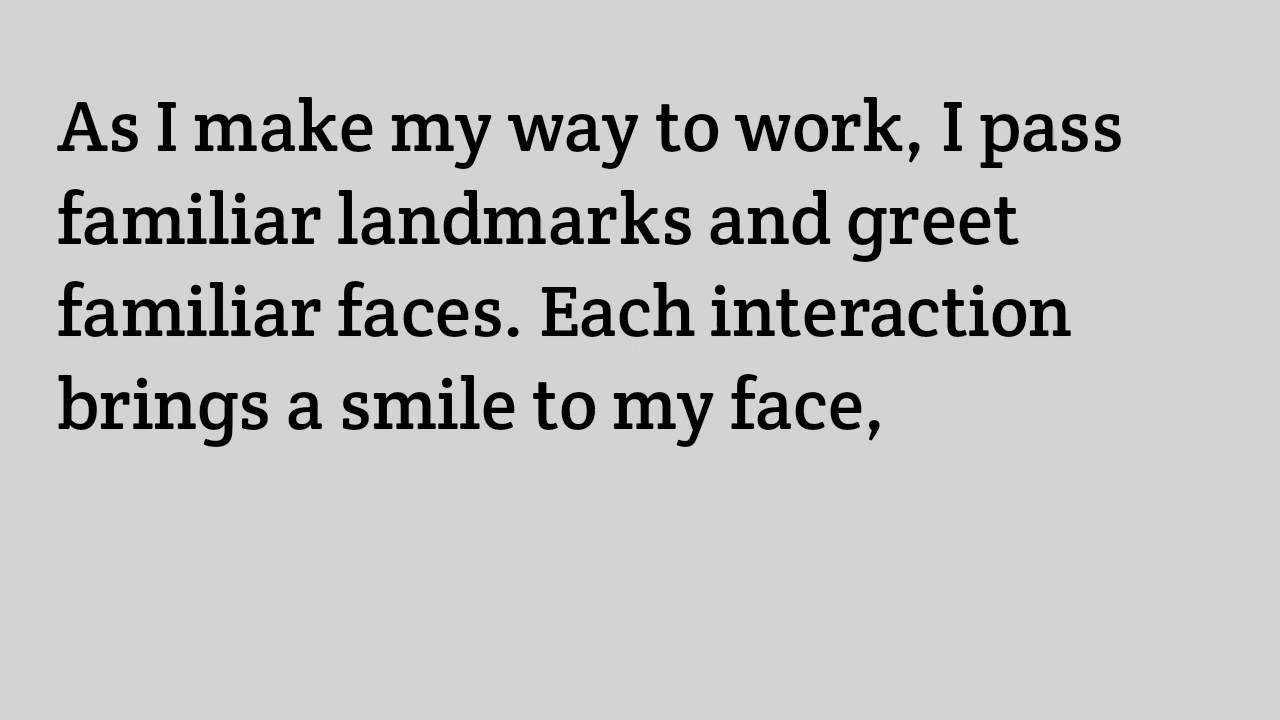 As I make my way to work, I pass
familiar landmarks and greet
familiar faces. Each interaction
brings a smile to my face,